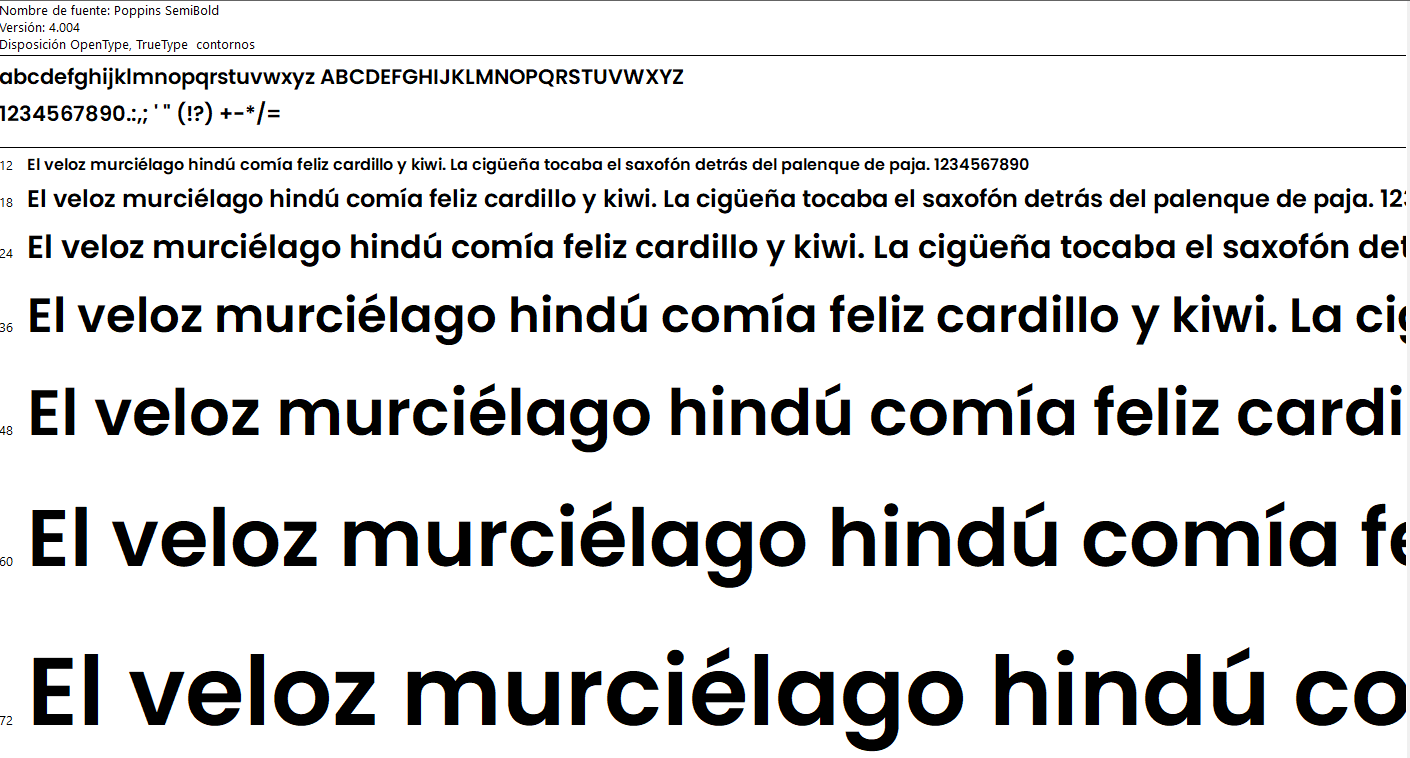 Nombre de fuente: Poppins SemiBold
Versión: 4.004
Disposición OpenType, TrueType contornos
abcdefghijklmnopqrstuvwxyz ABCDEFGHIJKLMNOPQRSTUVWXYZ
1234567890.:,; ' " (!?) +-*/=
12 El veloz murciélago hindú comía feliz cardillo y kiwi. La cigüeña tocaba el saxofón detrás del palenque de paja. 1234567890
18 El veloz murciélago hindú comía feliz cardillo y kiwi. La cigüeña tocaba el saxofón detrás del palenque de paja. 12
24 El veloz murciélago hindú comía feliz cardillo y kiwi. La cigüeña tocaba el saxofón det
36 El veloz murciélago hindú comía feliz cardillo y kiwi. La cig
48 El veloz murciélago hindú comía feliz cardi
60 El veloz murciélago hindú comía fe
72 El veloz murciélago hindú co